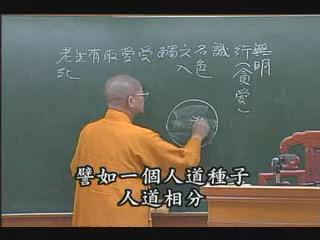 無明
行(貪愛)
識
名色
六入
觸
受
愛
取
有
生
老死
譬如一個人道種子
人道相分